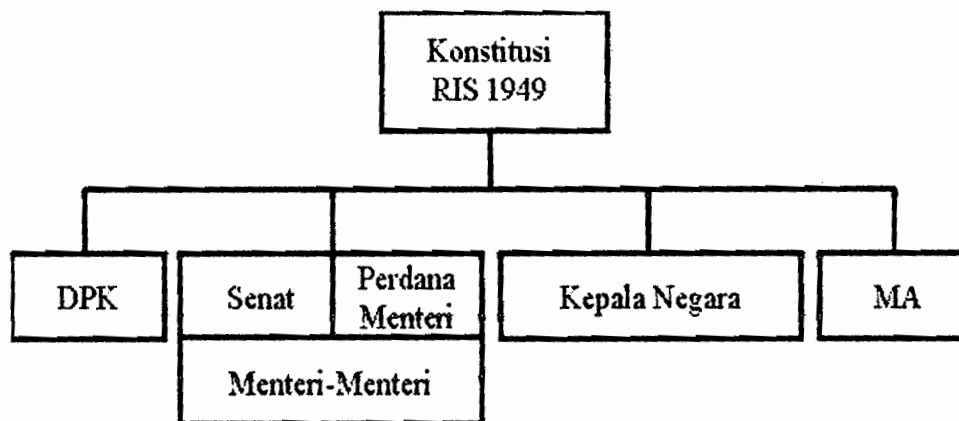 Konstitusi
RIS 1949
DPK
Senat
Perdana
Menteri
Kepala Negara
MA
Menteri-Menteri